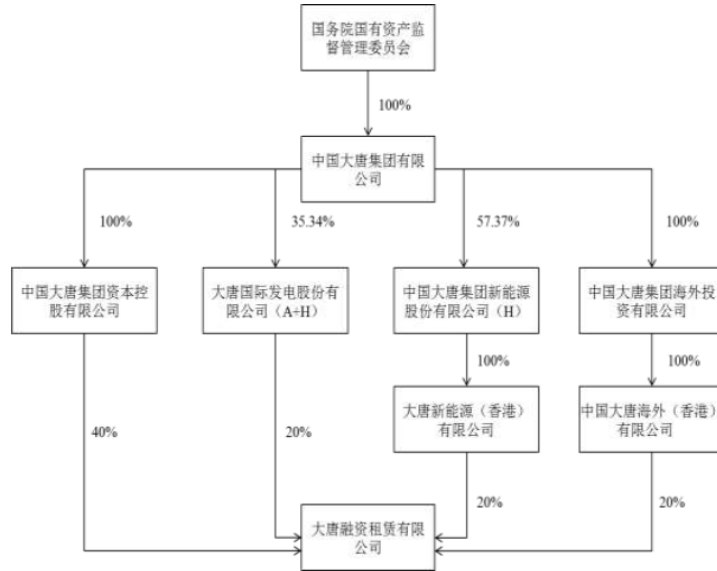 国务院国有资产监
督管理委员会
100%
中国大唐集团有限
公司
100%
35.34%
57.37%
100%
中国大唐集团资本控
股有限公司
大唐国际发电股份有
限公司（A+H）
中国大唐集团新能源
股份有限公司（H）
中国大唐集团海外投
资有限公司
100%
100%
大唐新能源（香港）
有限公司
中国大唐海外（香港）
有限公司
40%
20%
20%
20%
大唐融资租赁有限
公司